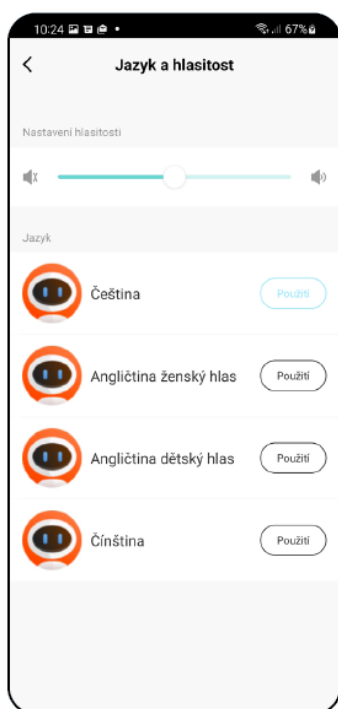 10:24
67%
Jazyk a hlasitost
Nastavení hlasitosti
Jazyk
Čeština Použití
Angličtina ženský hlas Použití
Angličtina dětský hlas Použití
Čínština Použití